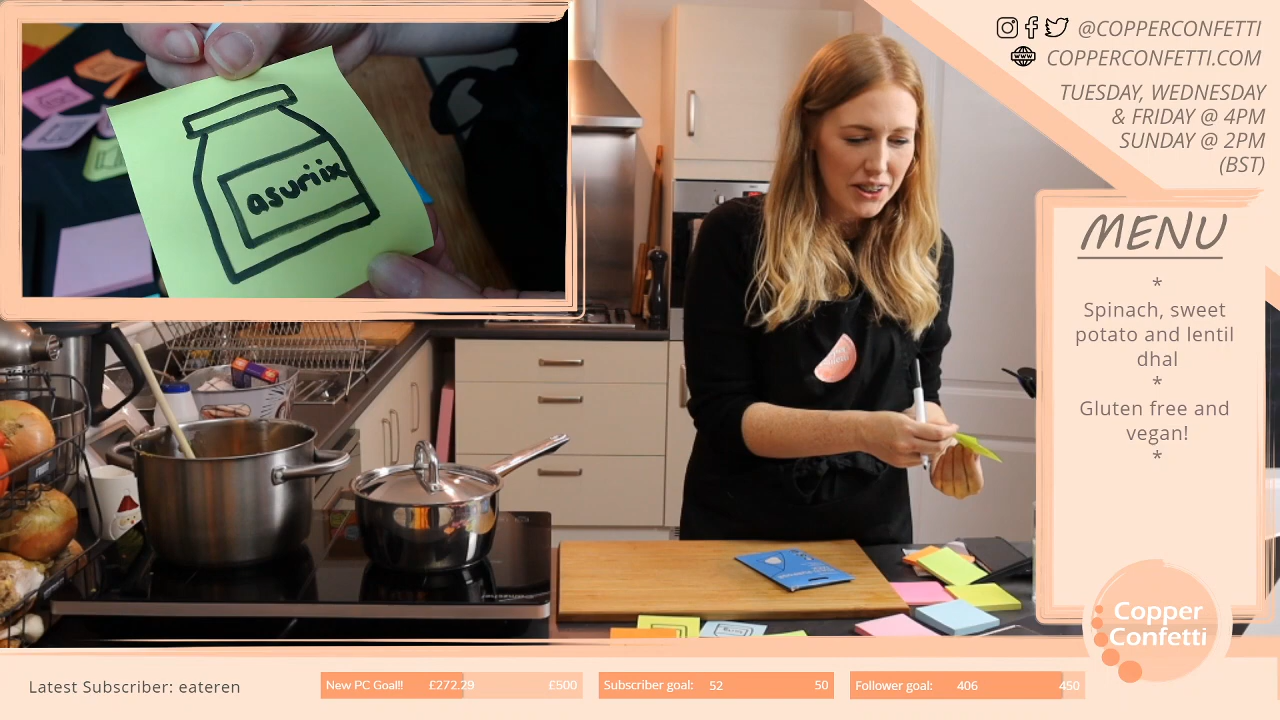 asuriix
@COPPERCONFETTI
COPPERCONFETTI.COM
TUESDAY, WEDNESDAY
& FRIDAY @ 4PM
SUNDAY @ 2PM
(BST)
MENU
*
Spinach, sweet
potato and lentil
dhal
*
Gluten free and
vegan!
*
Copper
Confetti
Latest Subscriber: eateren
New PC Goal!! £272.29 £500
Subscriber goal: 52 50
Follower goal: 406 450